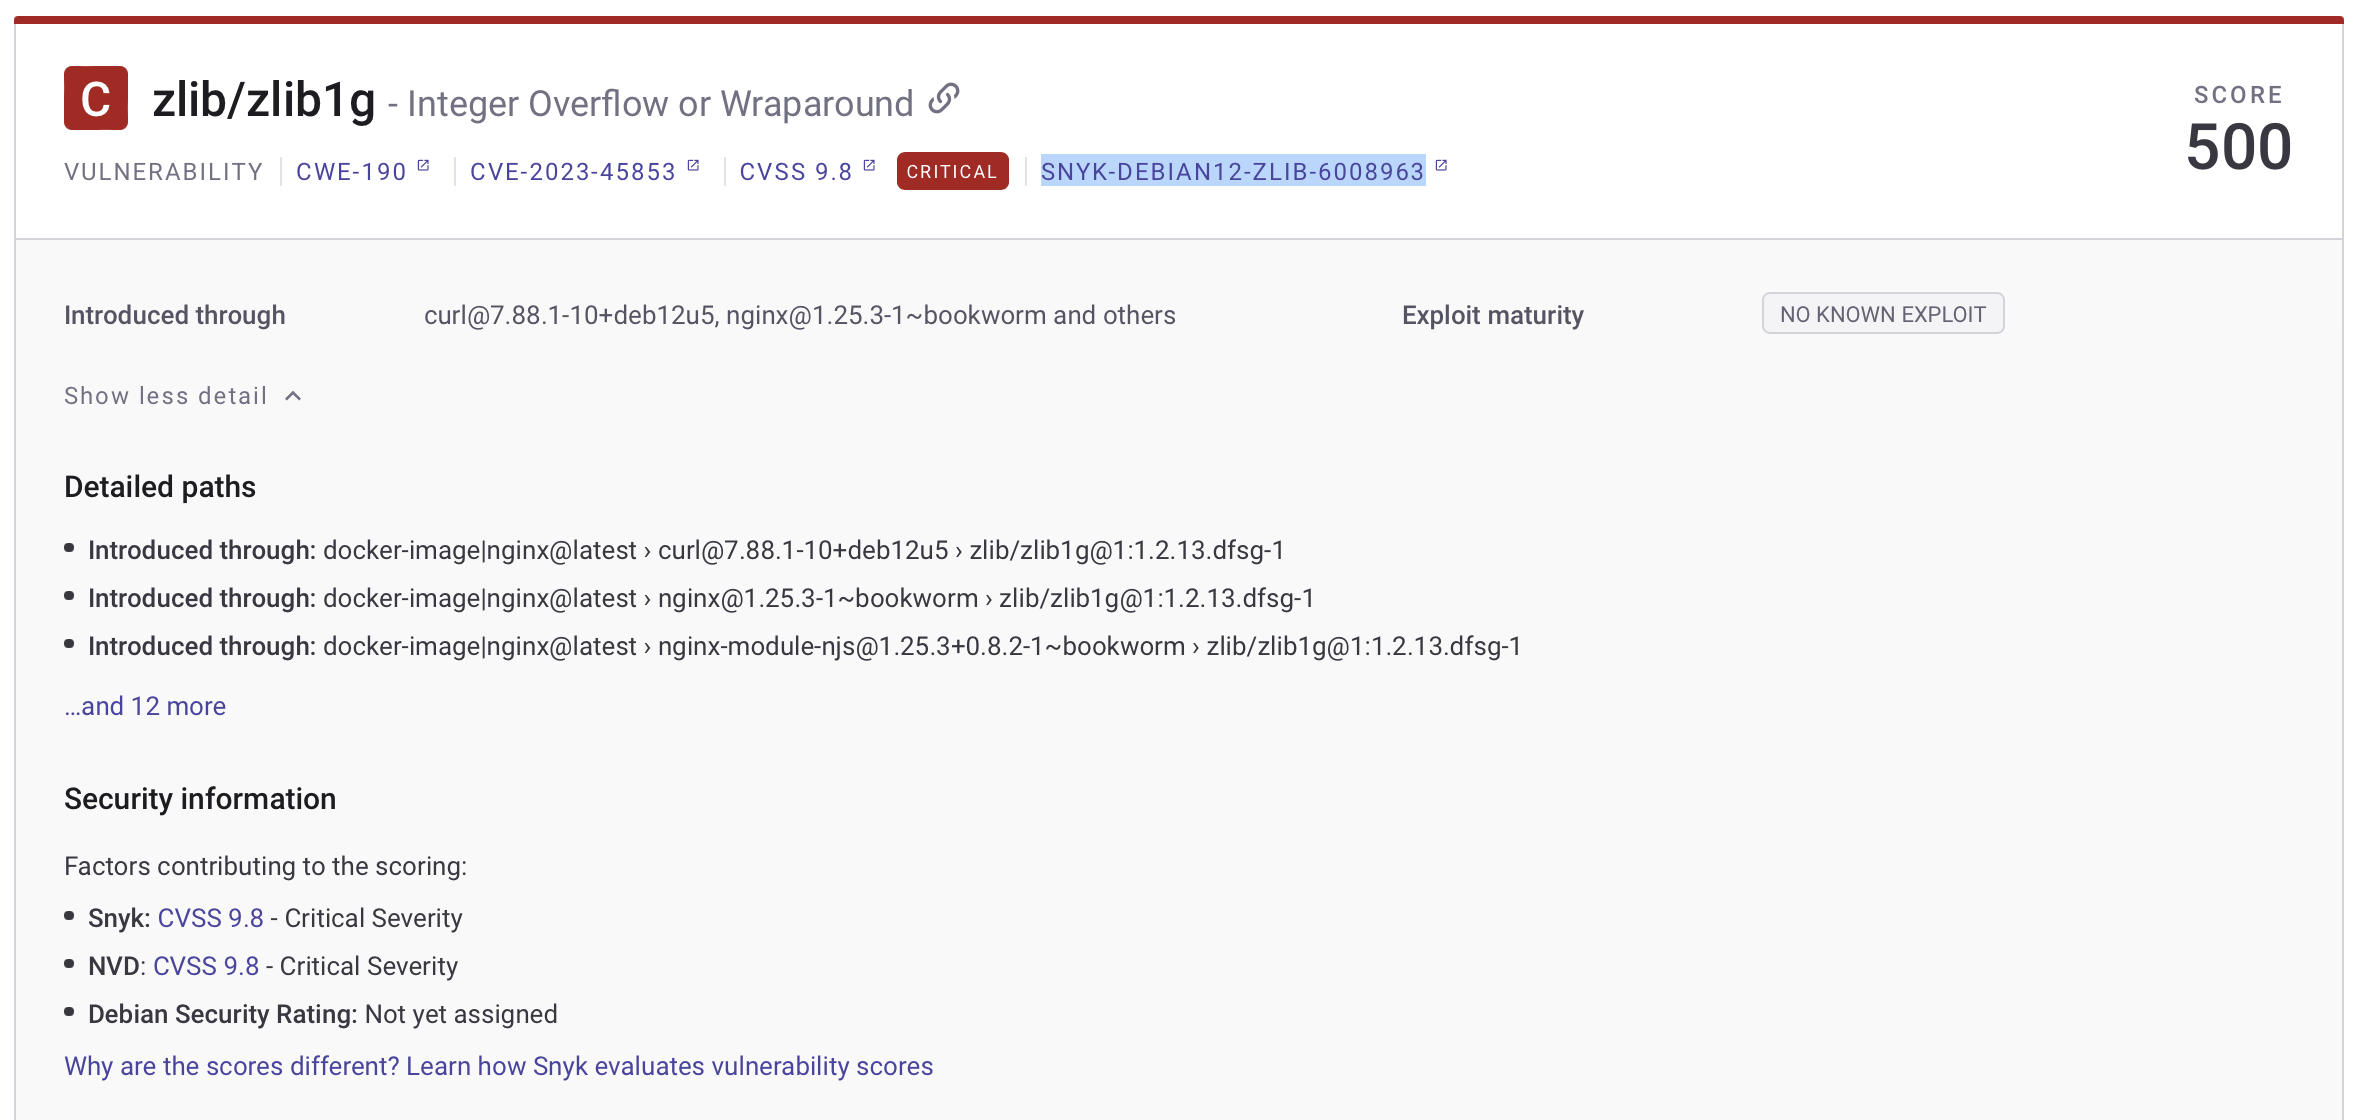 C zlib/zlib1g - Integer Overflow or Wraparound
SCORE
500
VULNERABILITY CWE-190 CVE-2023-45853 CVSS 9.8 CRITICAL SNYK-DEBIAN12-ZLIB-6008963
Introduced through curl@7.88.1-10+deb12u5, nginx@1.25.3-1~bookworm and others Exploit maturity NO KNOWN EXPLOIT
Show less detail
Detailed paths
• Introduced through: docker-image|nginx@latest › curl@7.88.1-10+deb12u5 › zlib/zlib1g@1:1.2.13.dfsg-1
• Introduced through: docker-image|nginx@latest › nginx@1.25.3-1~bookworm › zlib/zlib1g@1:1.2.13.dfsg-1
• Introduced through: docker-image|nginx@latest › nginx-module-njs@1.25.3+0.8.2-1~bookworm › zlib/zlib1g@1:1.2.13.dfsg-1
…and 12 more
Security information
Factors contributing to the scoring:
• Snyk: CVSS 9.8 - Critical Severity
• NVD: CVSS 9.8 - Critical Severity
• Debian Security Rating: Not yet assigned
Why are the scores different? Learn how Snyk evaluates vulnerability scores